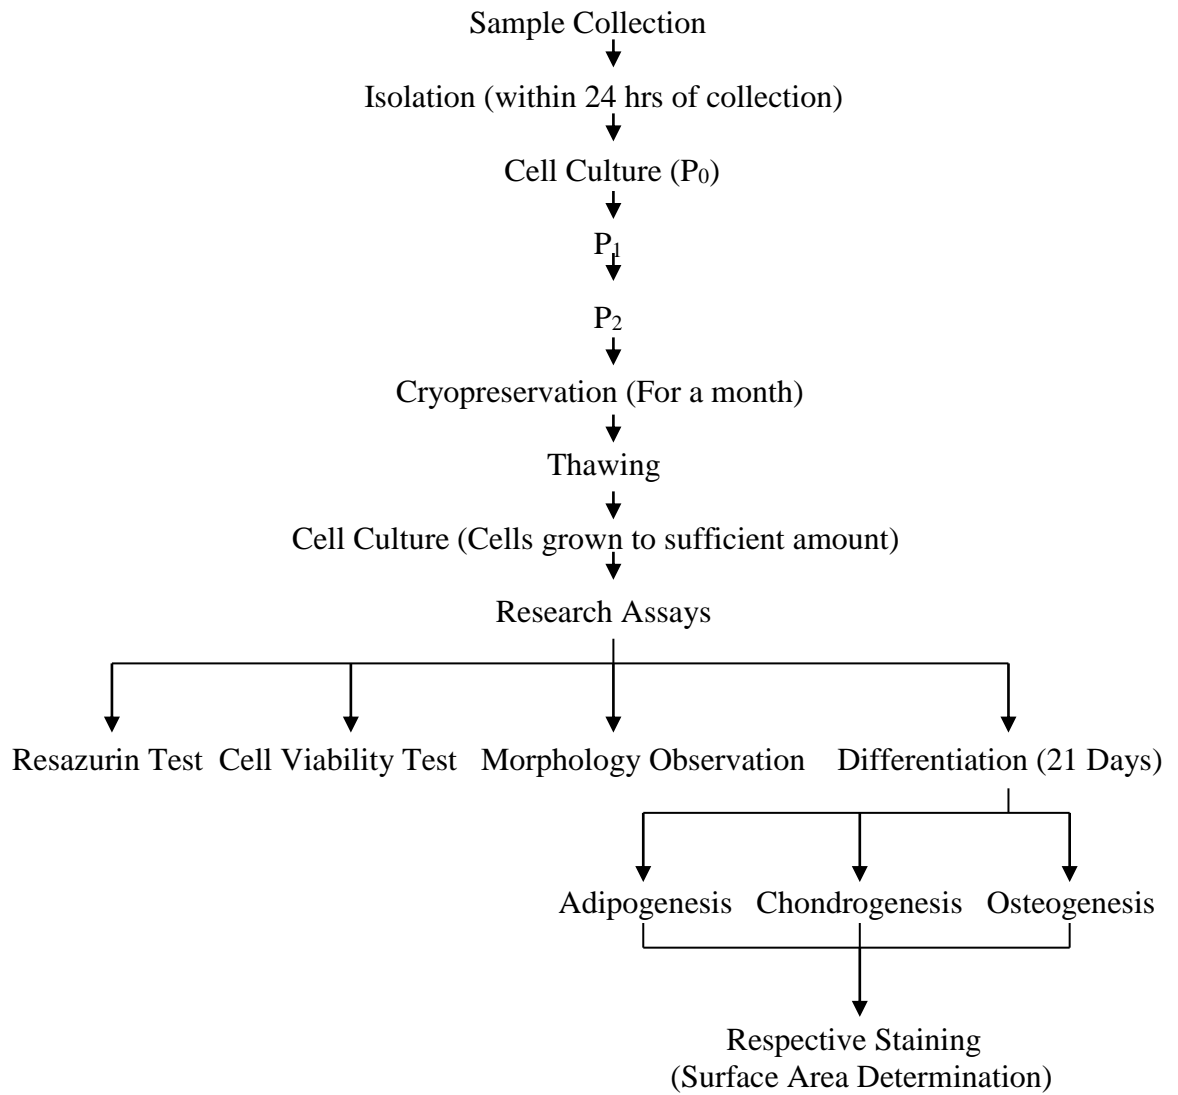 Sample Collection
Isolation (within 24 hrs of collection)
Cell Culture (P₀)
P₁
P₂
Cryopreservation (For a month)
Thawing
Cell Culture (Cells grown to sufficient amount)
Research Assays
Resazurin Test Cell Viability Test Morphology Observation Differentiation (21 Days)
Adipogenesis Chondrogenesis Osteogenesis
Respective Staining
(Surface Area Determination)